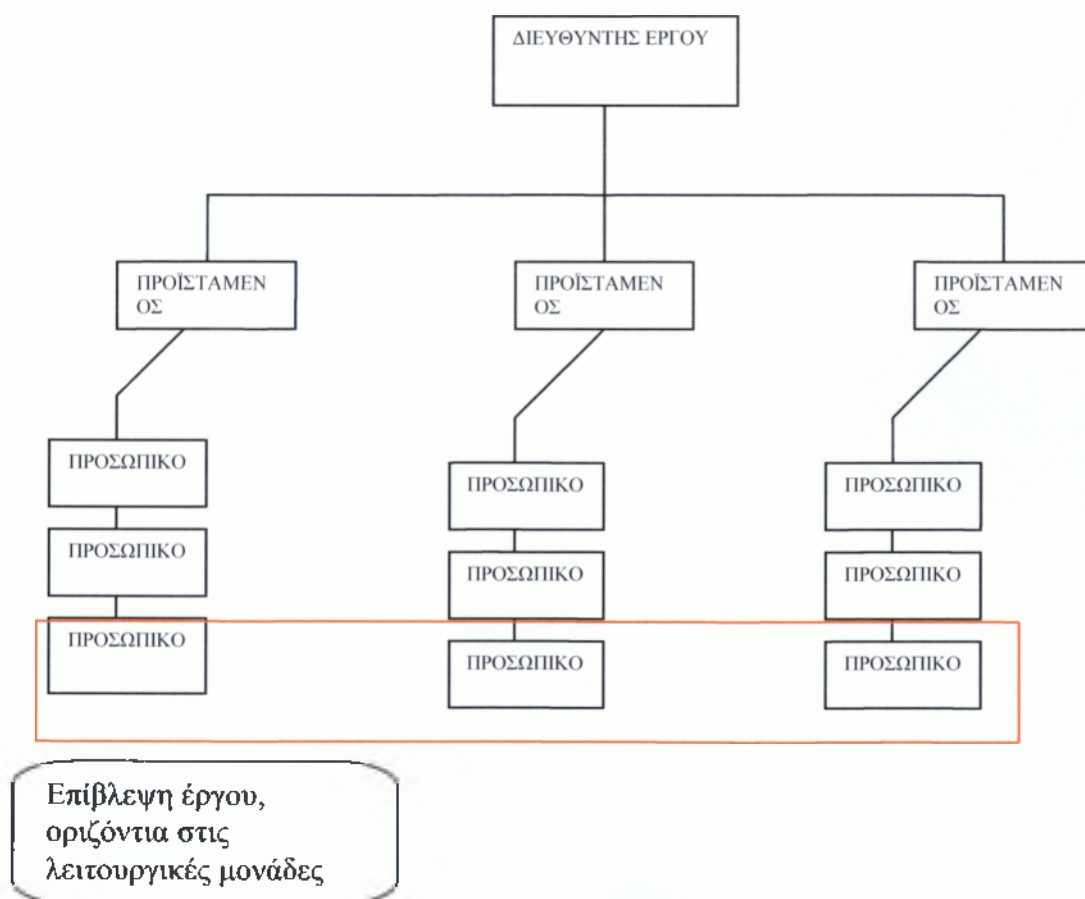 ΔΙΕΥΘΥΝΤΗΣ ΕΡΓΟΥ
ΠΡΟΪΣΤΑΜΕΝ
ΟΣ
ΠΡΟΪΣΤΑΜΕΝ
ΟΣ
ΠΡΟΪΣΤΑΜΕΝ
ΟΣ
ΠΡΟΣΩΠΙΚΟ
ΠΡΟΣΩΠΙΚΟ
ΠΡΟΣΩΠΙΚΟ
ΠΡΟΣΩΠΙΚΟ
ΠΡΟΣΩΠΙΚΟ
ΠΡΟΣΩΠΙΚΟ
ΠΡΟΣΩΠΙΚΟ
ΠΡΟΣΩΠΙΚΟ
ΠΡΟΣΩΠΙΚΟ
Επίβλεψη έργου,
οριζόντια στις
λειτουργικές μονάδες